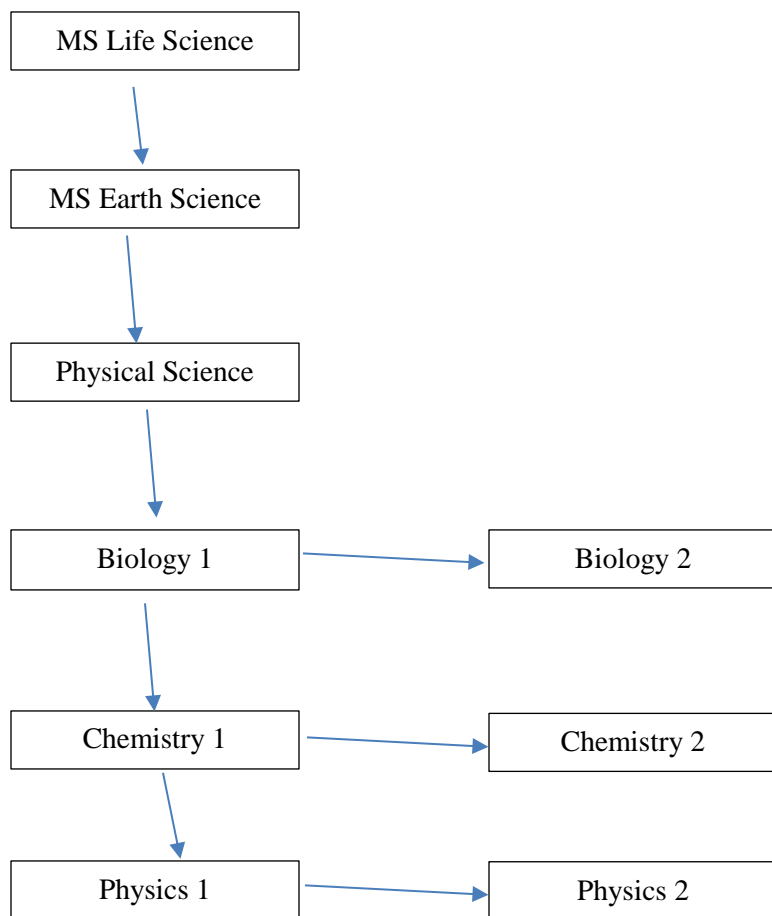 MS Life Science
MS Earth Science
Physical Science
Biology 1
Biology 2
Chemistry 1
Chemistry 2
Physics 1
Physics 2